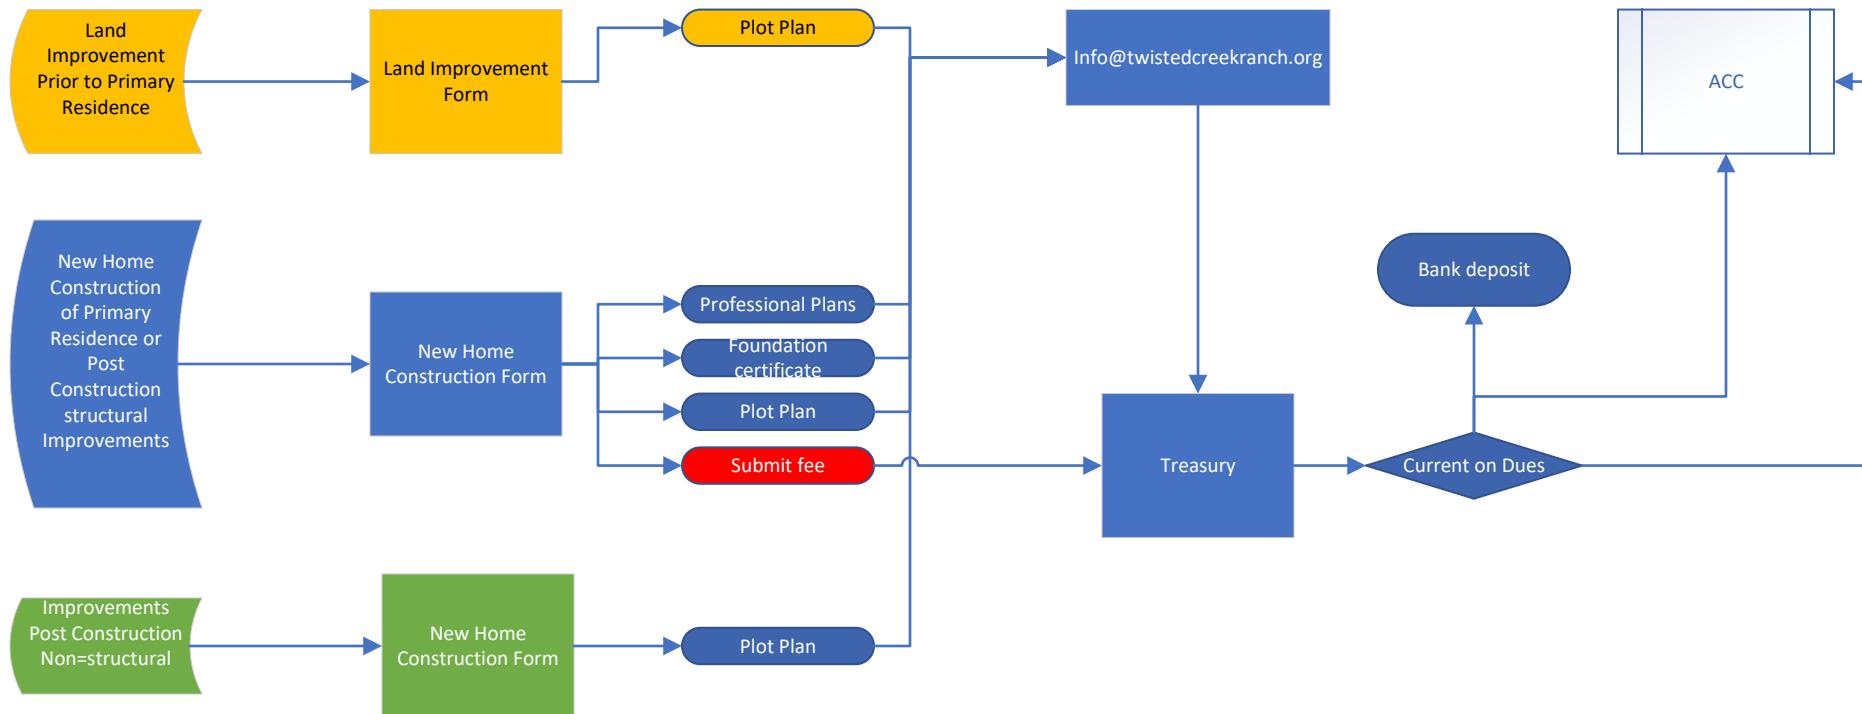 Land
Improvement
Prior to Primary
Residence
Land Improvement
Form
Plot Plan
Info@twistedcreekranch.org
ACC
New Home
Construction
of Primary
Residence or
Post
Construction
structural
Improvements
New Home
Construction Form
Professional Plans
Foundation
certificate
Plot Plan
Submit fee
Bank deposit
Treasury
Current on Dues
Improvements
Post Construction
Non=structural
New Home
Construction Form
Plot Plan